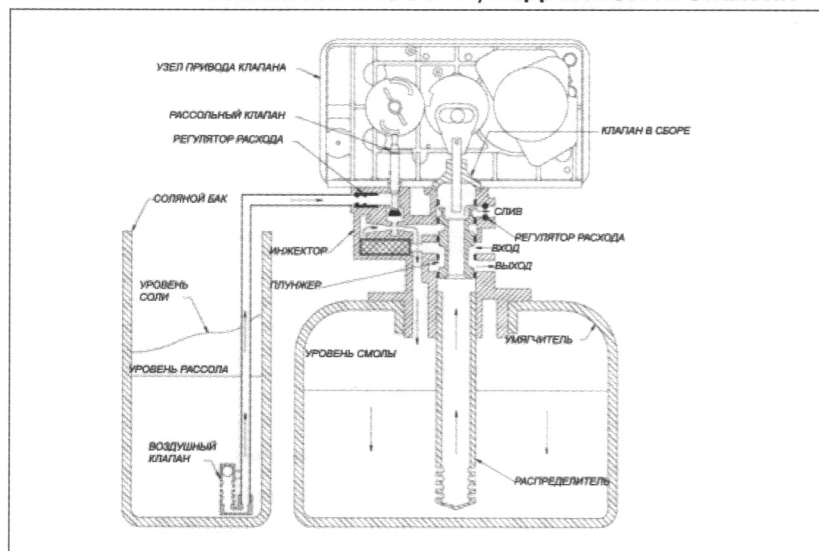 УЗЕЛ ПРИВОДА КЛАПАНА
РАССОЛЬНЫЙ КЛАПАН
РЕГУЛЯТОР РАСХОДА
КЛАПАН В СБОРЕ
СОЛЯНОЙ БАК
СЛИВ
РЕГУЛЯТОР РАСХОДА
ИНЖЕКТОР
ВХОД
ВЫХОД
ПЛУНЖЕР
УРОВЕНЬ
СОЛИ
УМЯГЧИТЕЛЬ
УРОВЕНЬ СМОЛЫ
УРОВЕНЬ РАССОЛА
ВОЗДУШНЫЙ
КЛАПАН
РАСПРЕДЕЛИТЕЛЬ